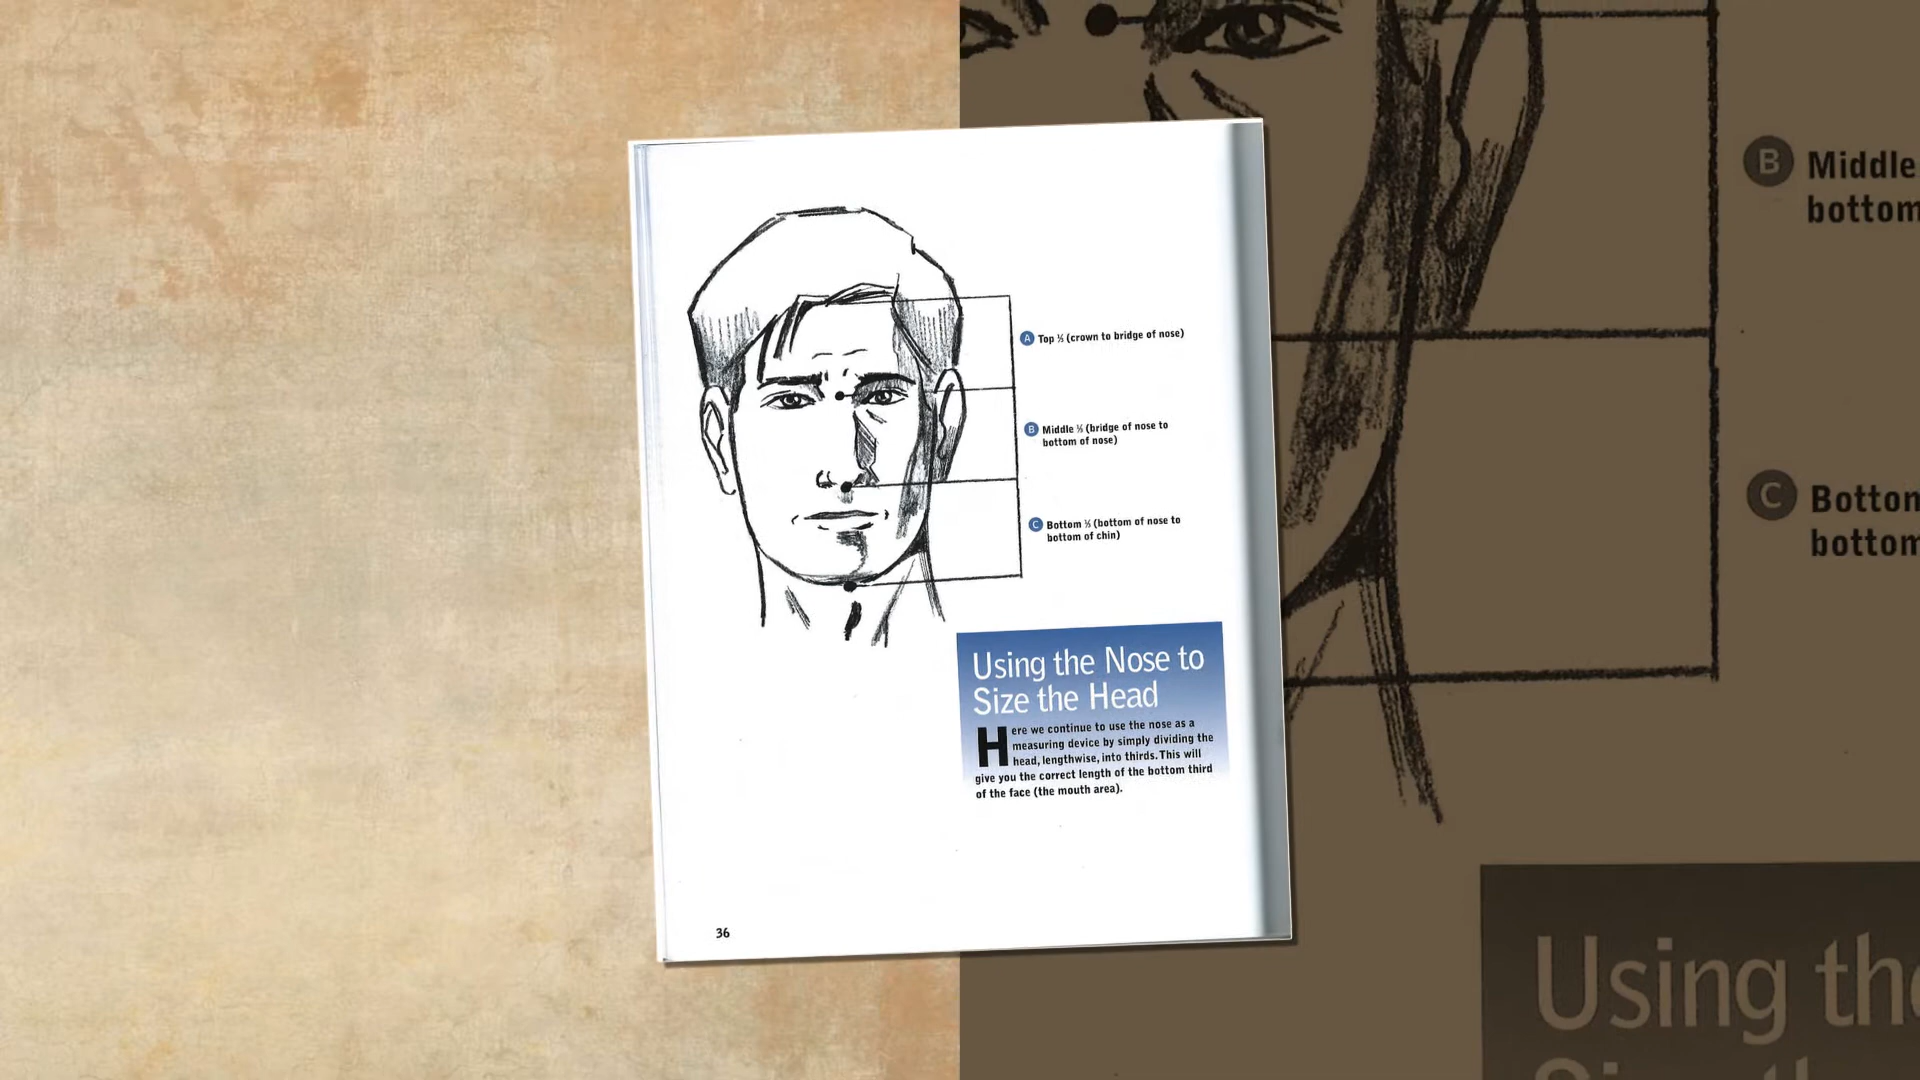 A Top ⅓ (crown to bridge of nose)
B Middle ⅓ (bridge of nose to
bottom of nose)
C Bottom ⅓ (bottom of nose to
bottom of chin)
Using the Nose to
Size the Head
Here we continue to use the nose as a
measuring device by simply dividing the
head, lengthwise, into thirds. This will
give you the correct length of the bottom third
of the face (the mouth area).
36
B Middle
bottom
C Bottom
bottom
Using the